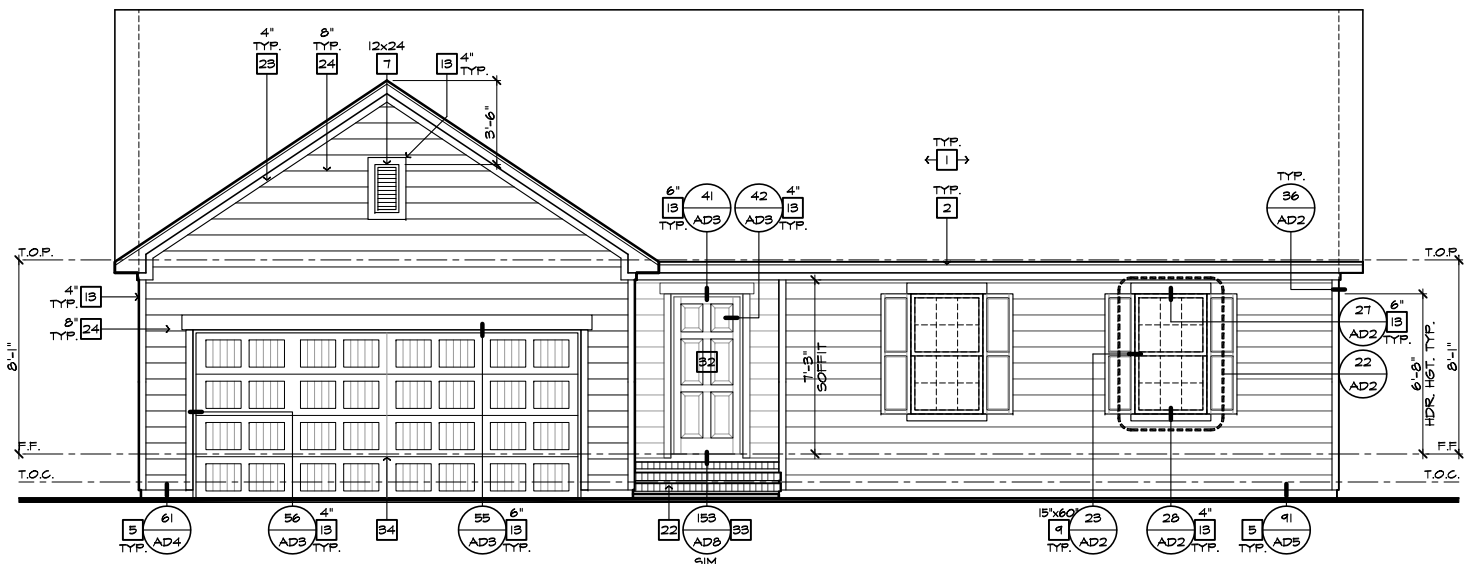 4" 8" 12x24
TYP. TYP.
23 24 7 13 4"
TYP.
3'-6"
TYP.
1
TYP.
2
TYP.
36
AD2
6" 41 42 4"
13 AD3 AD3 13
TYP. TYP.
T.O.P. T.O.P.
4"
13
TYP.
8"
24
TYP.
8'-1"
32
7'-3"
SOFFIT
27 6"
AD2 13
TYP.
22
AD2
6'-8"
HDR. HGT. TYP.
8'-1"
F.F. F.F.
T.O.C. T.O.C.
5 61
TYP. AD4
56 4"
AD3 13
TYP.
34
55 6"
AD3 13
TYP.
22
153 33
AD8
SIM
15"x60"
9 23
TYP. AD2
28 4"
AD2 13
TYP.
5 91
TYP. AD5